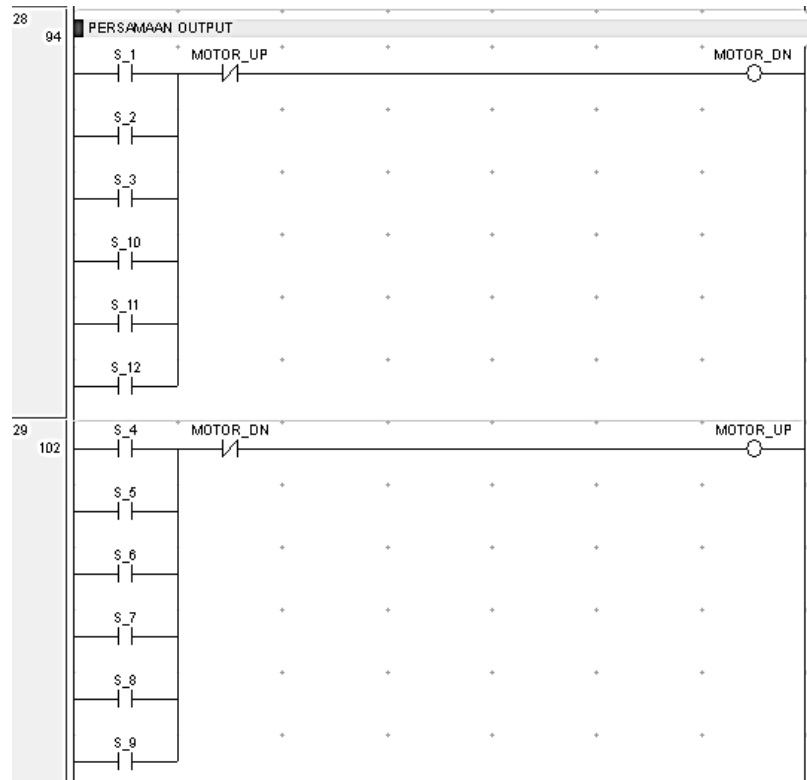 28
94
PERSAMAAN OUTPUT
S_1 MOTOR_UP MOTOR_DN
S_2
S_3
S_10
S_11
S_12
29
102
S_4 MOTOR_DN MOTOR_UP
S_5
S_6
S_7
S_8
S_9